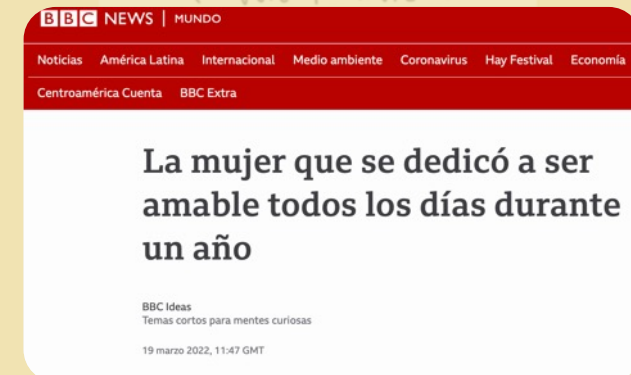 BBC NEWS | MUNDO
Noticias América Latina Internacional Medio ambiente Coronavirus Hay Festival Economía
Centroamérica Cuenta BBC Extra
La mujer que se dedicó a ser
amable todos los días durante
un año
BBC Ideas
Temas cortos para mentes curiosas
19 marzo 2022, 11:47 GMT